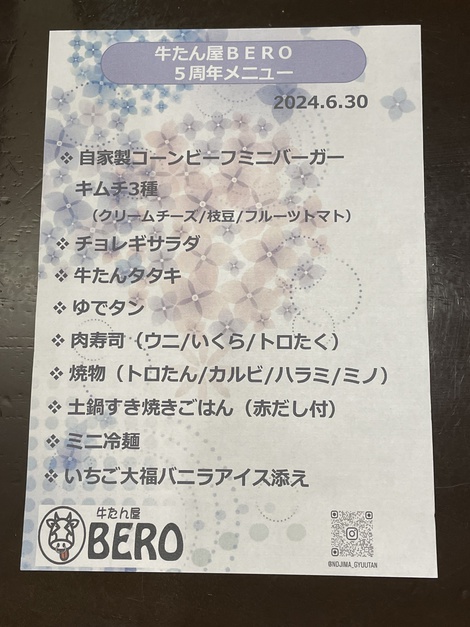 牛たん屋BERO
5周年メニュー
2024.6.30
❖ 自家製コーンビーフミニバーガー
キムチ3種
（クリームチーズ/枝豆/フルーツトマト）
❖ チョレギサラダ
❖ 牛たんタタキ
❖ ゆでタン
❖ 肉寿司（ウニ/いくら/トロたく）
❖ 焼物（トロたん/カルビ/ハラミ/ミノ）
❖ 土鍋すき焼きごはん（赤だし付）
❖ ミニ冷麺
❖ いちご大福バニラアイス添え
牛たん屋
BERO
@NOJIMA_GYUUTAN